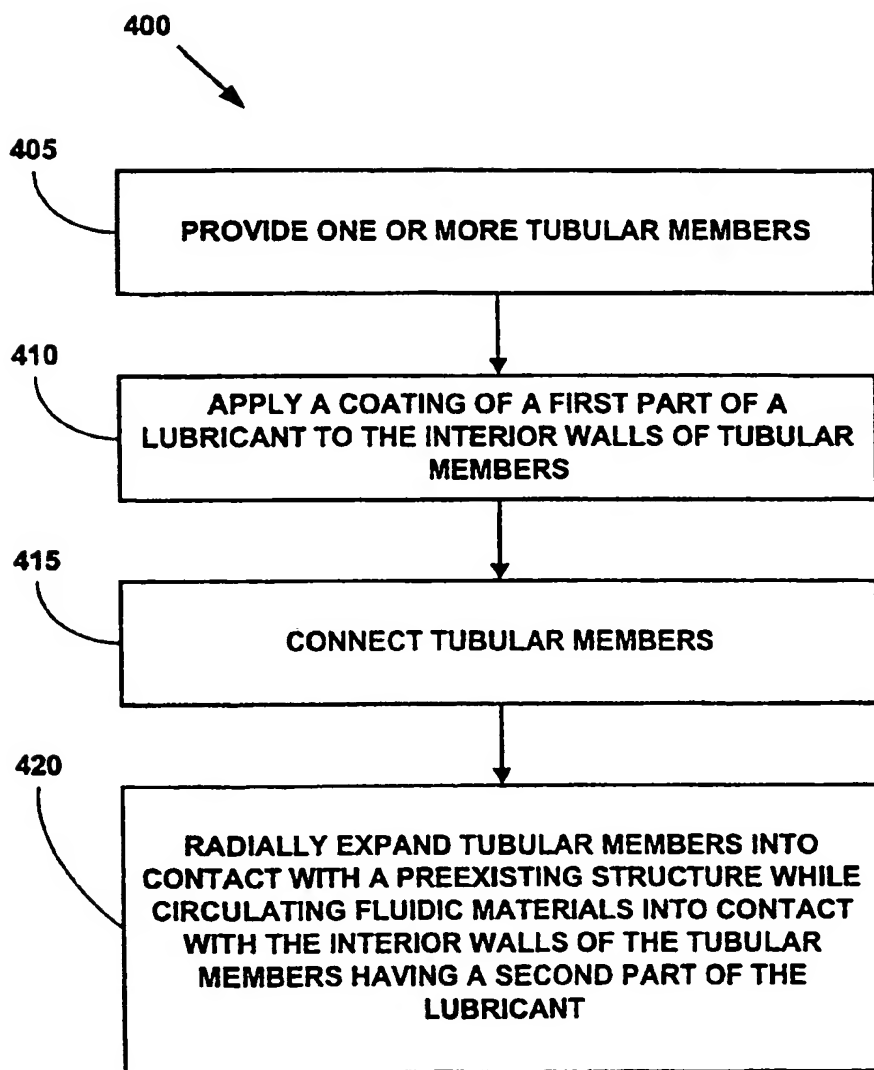 400
405
PROVIDE ONE OR MORE TUBULAR MEMBERS
410
APPLY A COATING OF A FIRST PART OF A
LUBRICANT TO THE INTERIOR WALLS OF TUBULAR
MEMBERS
415
CONNECT TUBULAR MEMBERS
420
RADIALLY EXPAND TUBULAR MEMBERS INTO
CONTACT WITH A PREEXISTING STRUCTURE WHILE
CIRCULATING FLUIDIC MATERIALS INTO CONTACT
WITH THE INTERIOR WALLS OF THE TUBULAR
MEMBERS HAVING A SECOND PART OF THE
LUBRICANT